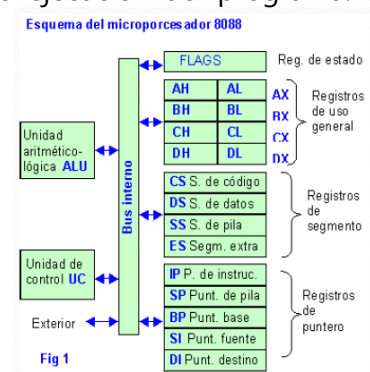 Esquema del microporcesador 8088
FLAGS Reg. de estado
AH AL AX
BH BL BX
CH CL CX
DH DL DX
Registros
de uso
general
Unidad
aritmético-
lógica ALU
Bus interno
CS S. de código
DS S. de datos
SS S. de pila
ES Segm. extra
Registros
de
segmento
Unidad de
control UC
IP P. de instruc.
SP Punt. de pila
BP Punt. base
SI Punt. fuente
DI Punt. destino
Registros
de
puntero
Exterior
Fig 1